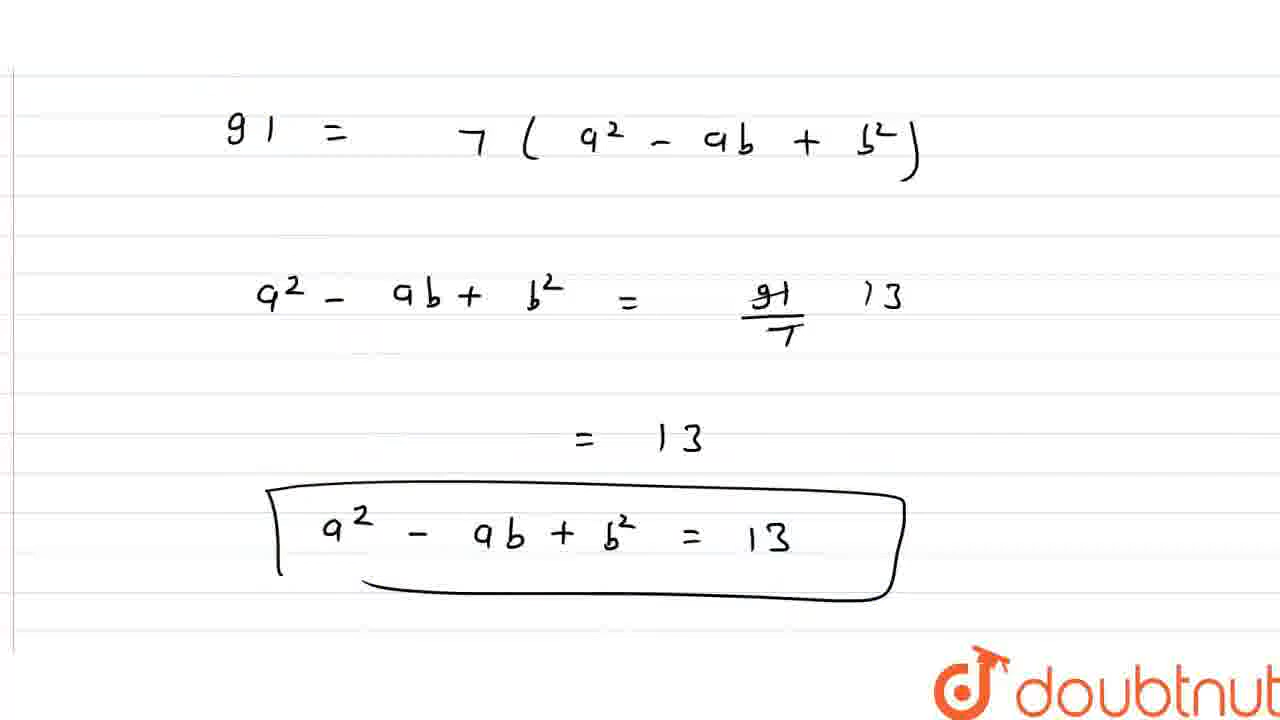 91 = 7 ( a² - ab + b²)
a² - ab + b² = 91/7 13
= 13
a² - ab + b² = 13
doubtnut